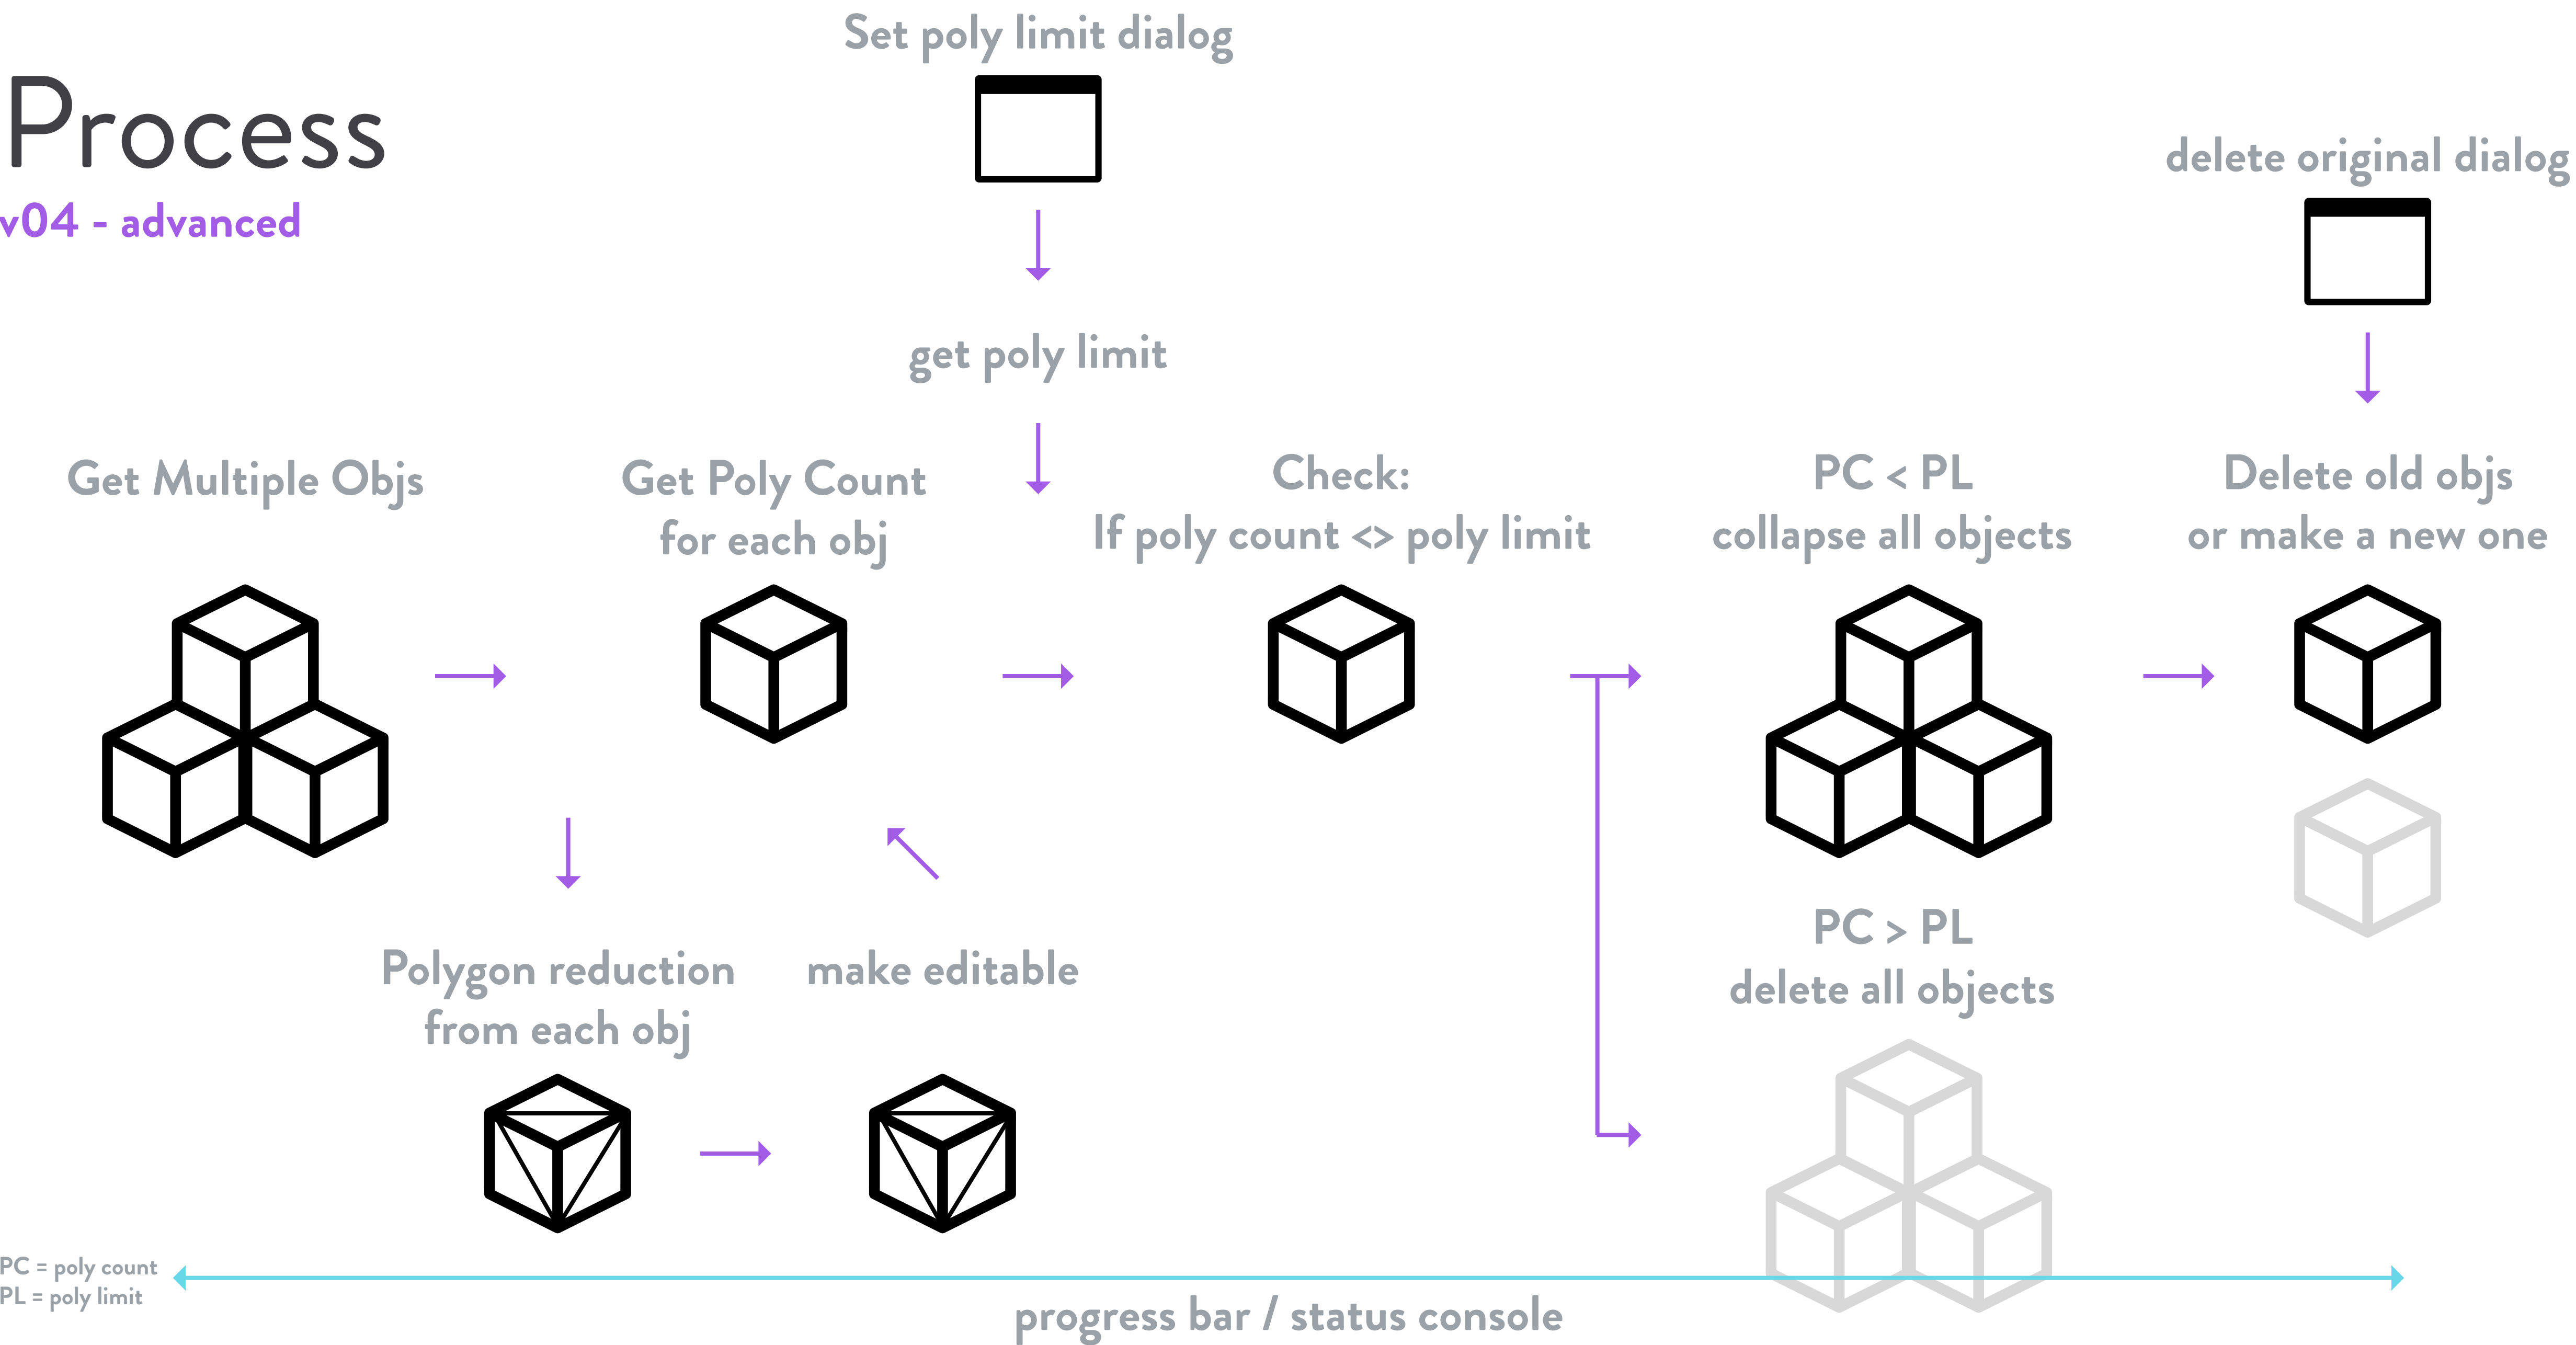 Process
v04 - advanced
Set poly limit dialog
get poly limit
delete original dialog
Get Multiple Objs
Get Poly Count
for each obj
Check:
If poly count <> poly limit
PC < PL
collapse all objects
Delete old objs
or make a new one
Polygon reduction
from each obj
make editable
PC > PL
delete all objects
PC = poly count
PL = poly limit
progress bar / status console